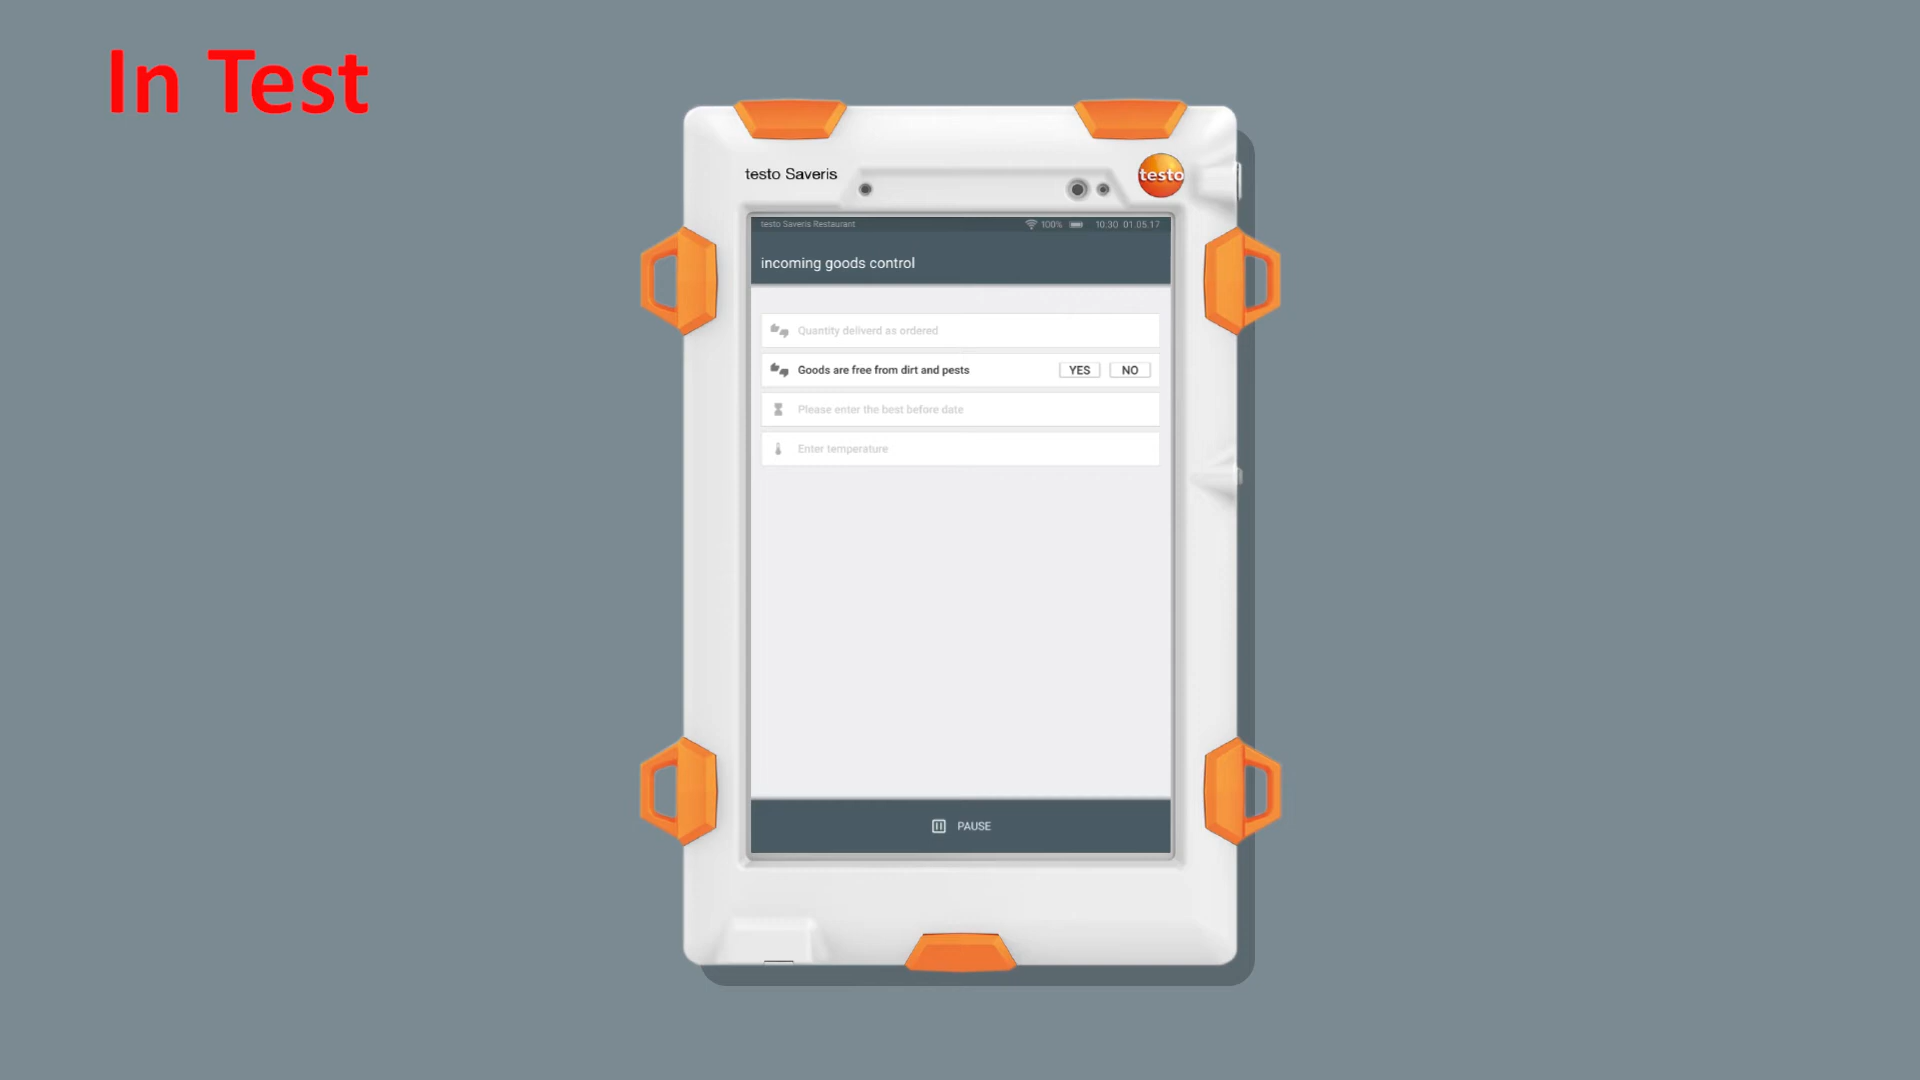 In Test
testo Saveris
testo
testo Saveris Restaurant
100% 10:30 01.05.17
incoming goods control
Quantity deliverd as ordered
Goods are free from dirt and pests YES NO
Please enter the best before date
Enter temperature
PAUSE